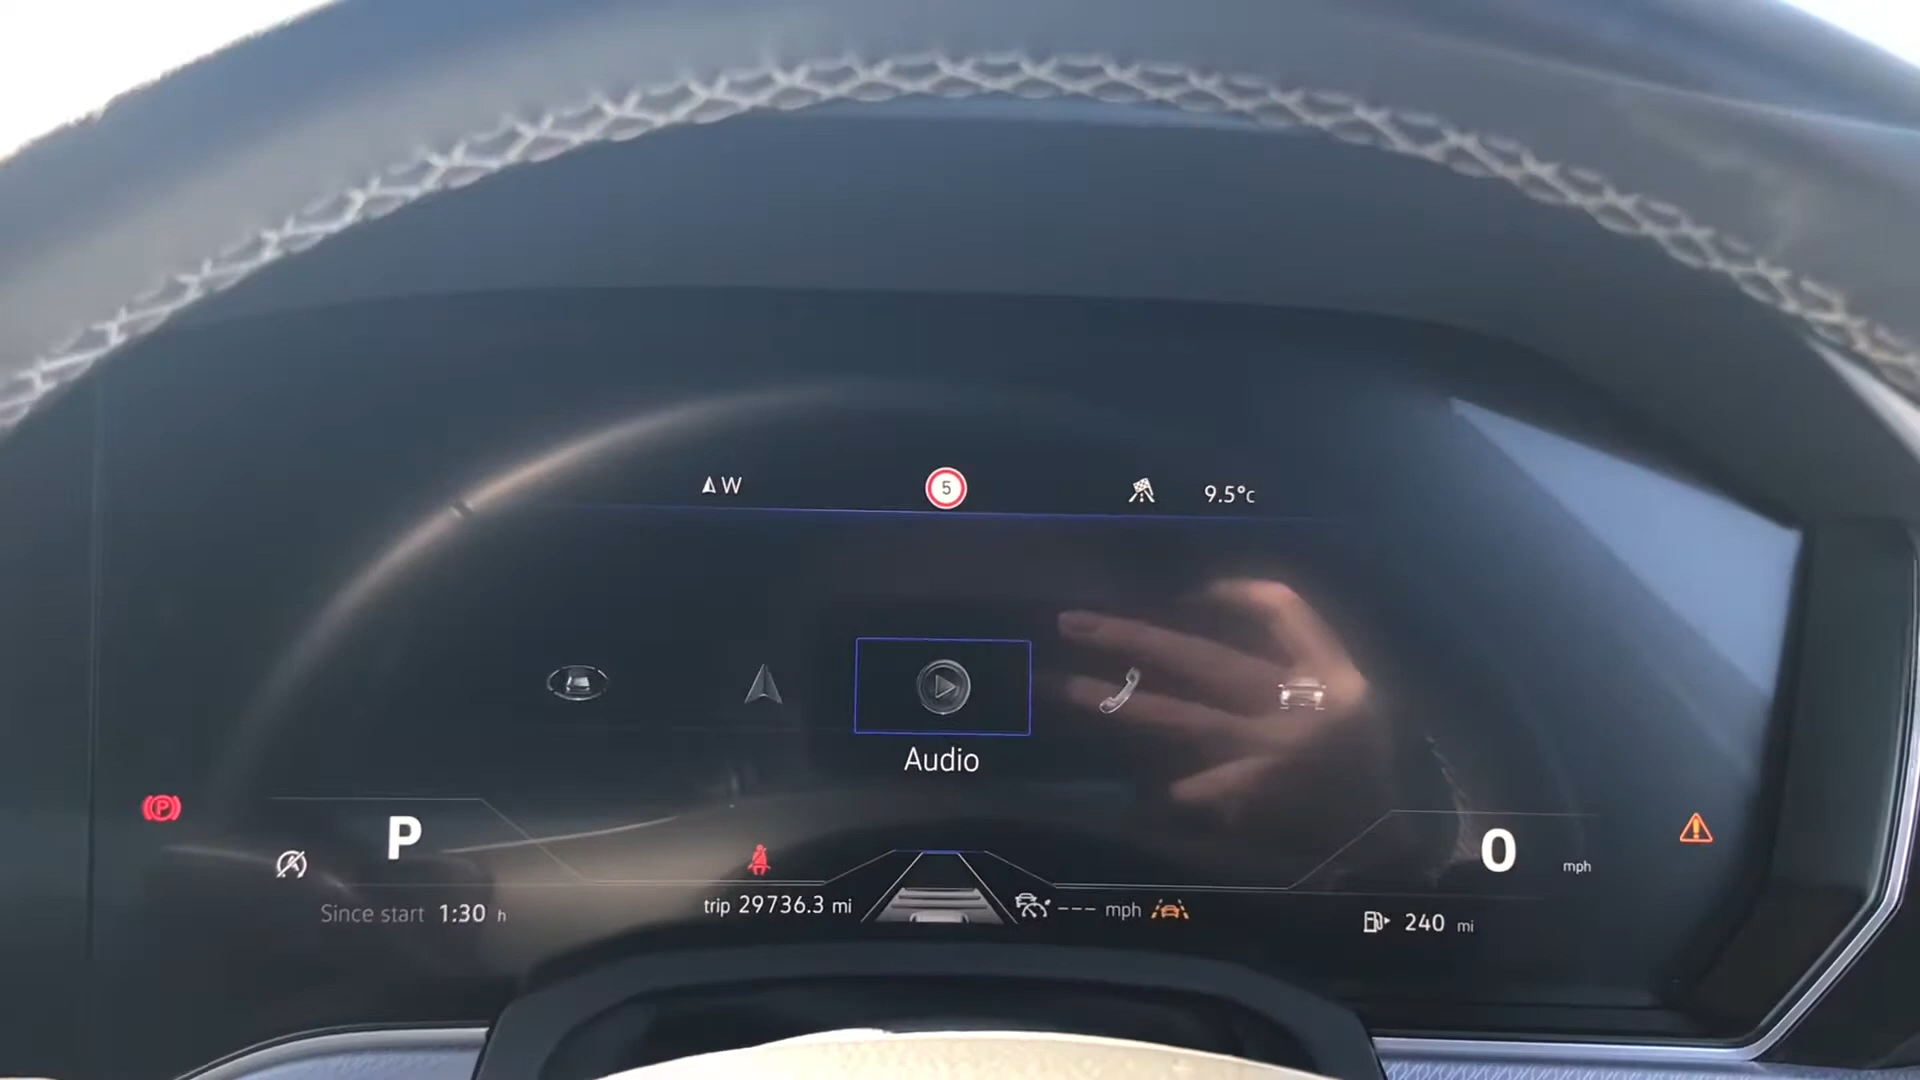 W
5
9.5°c
Audio
P
0 mph
Since start 1:30 h
trip 29736.3 mi
--- mph
240 mi